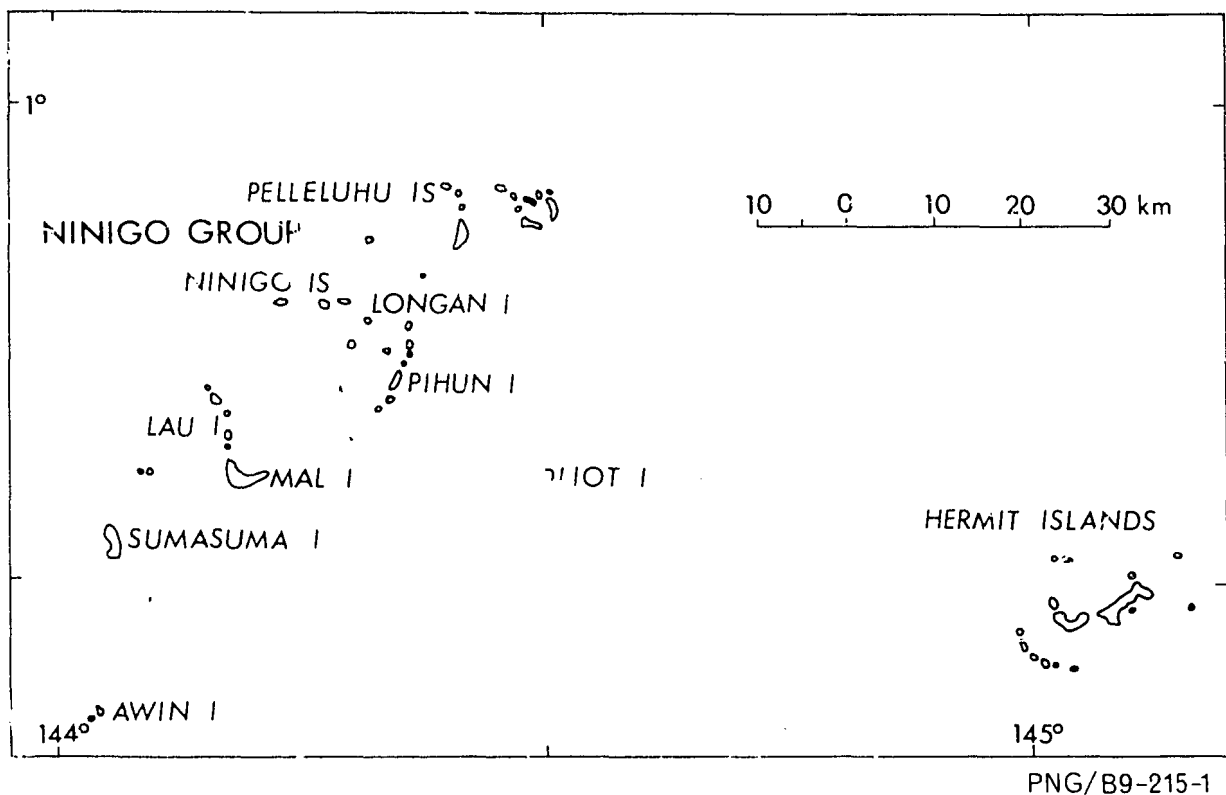 1°
PELLELUHU IS
10 0 10 20 30 km
NINIGO GROUP
NINIGO IS
LONGAN I
PIHUN I
LAU I
MAL I
I
HERMIT ISLANDS
SUMASUMA I
AWIN I
144°
145°
PNG/B9-215-1